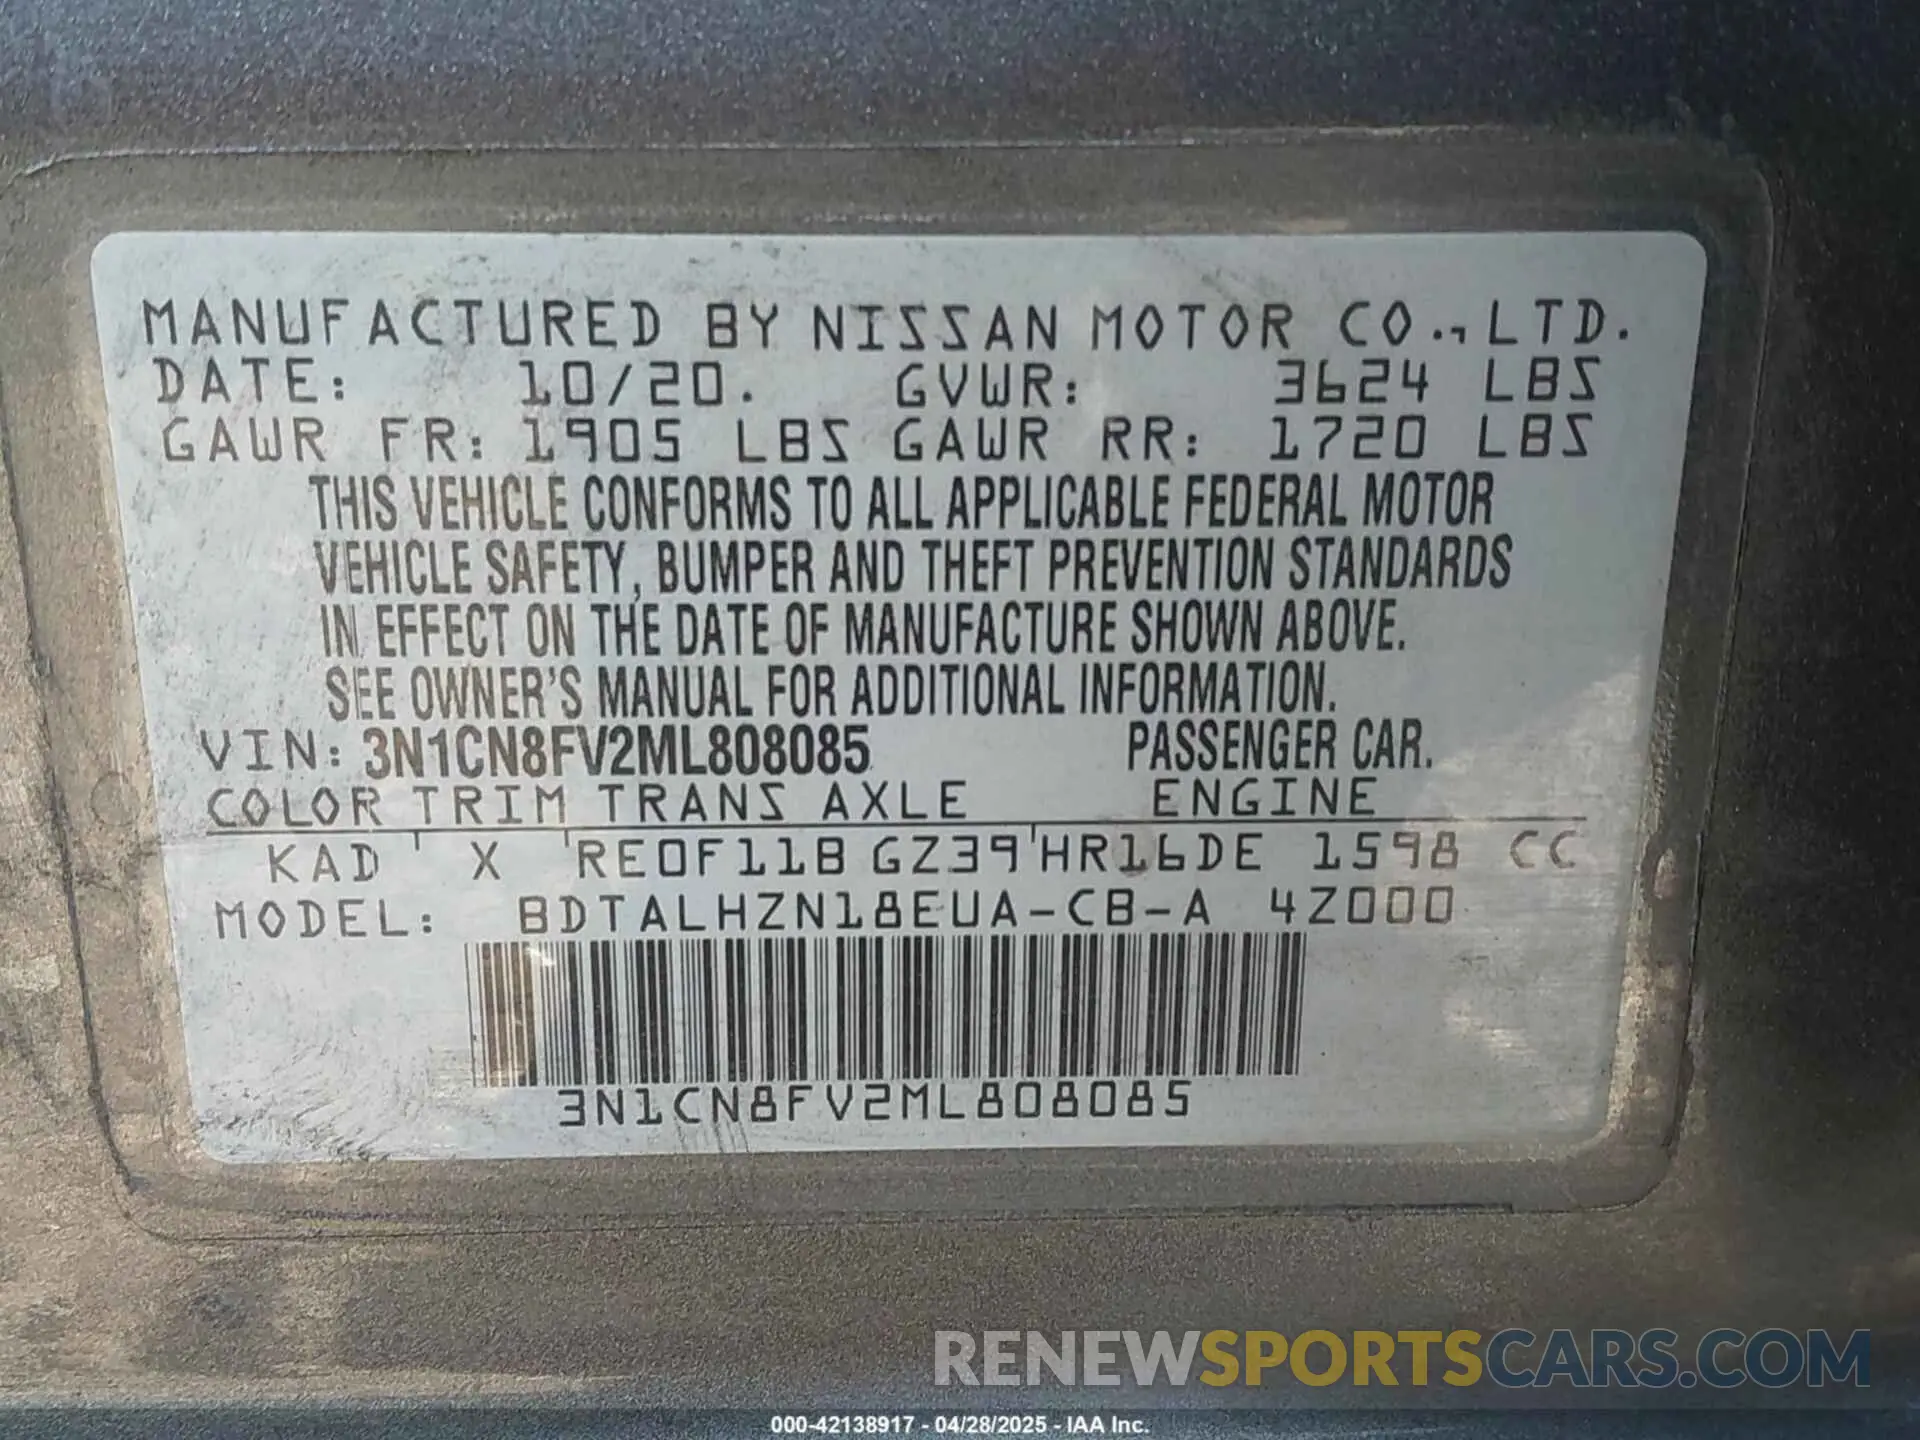 MANUFACTURED BY NISSAN MOTOR CO., LTD.
DATE: 10/20. GVWR: 3624 LBS
GAWR FR: 1905 LBS GAWR RR: 1720 LBS
THIS VEHICLE CONFORMS TO ALL APPLICABLE FEDERAL MOTOR
VEHICLE SAFETY, BUMPER AND THEFT PREVENTION STANDARDS
IN EFFECT ON THE DATE OF MANUFACTURE SHOWN ABOVE.
SEE OWNER'S MANUAL FOR ADDITIONAL INFORMATION.
VIN: 3N1CN8FV2ML808085 PASSENGER CAR.
COLOR TRIM TRANS AXLE ENGINE
KAD X RE0F11B GZ39 HR16DE 1598 CC
MODEL: BDTALHZN18EUA-CB-A 4Z000
3N1CN8FV2ML808085
RENEWSPORTSCARS.COM
000-42138917 - 04/28/2025 - IAA Inc.